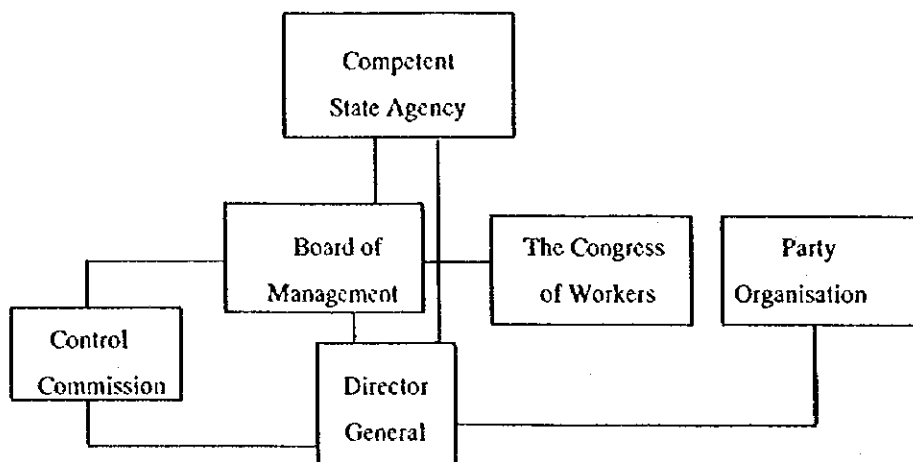 Competent
State Agency
Board of
Management
The Congress
of Workers
Party
Organisation
Control
Commission
Director
General